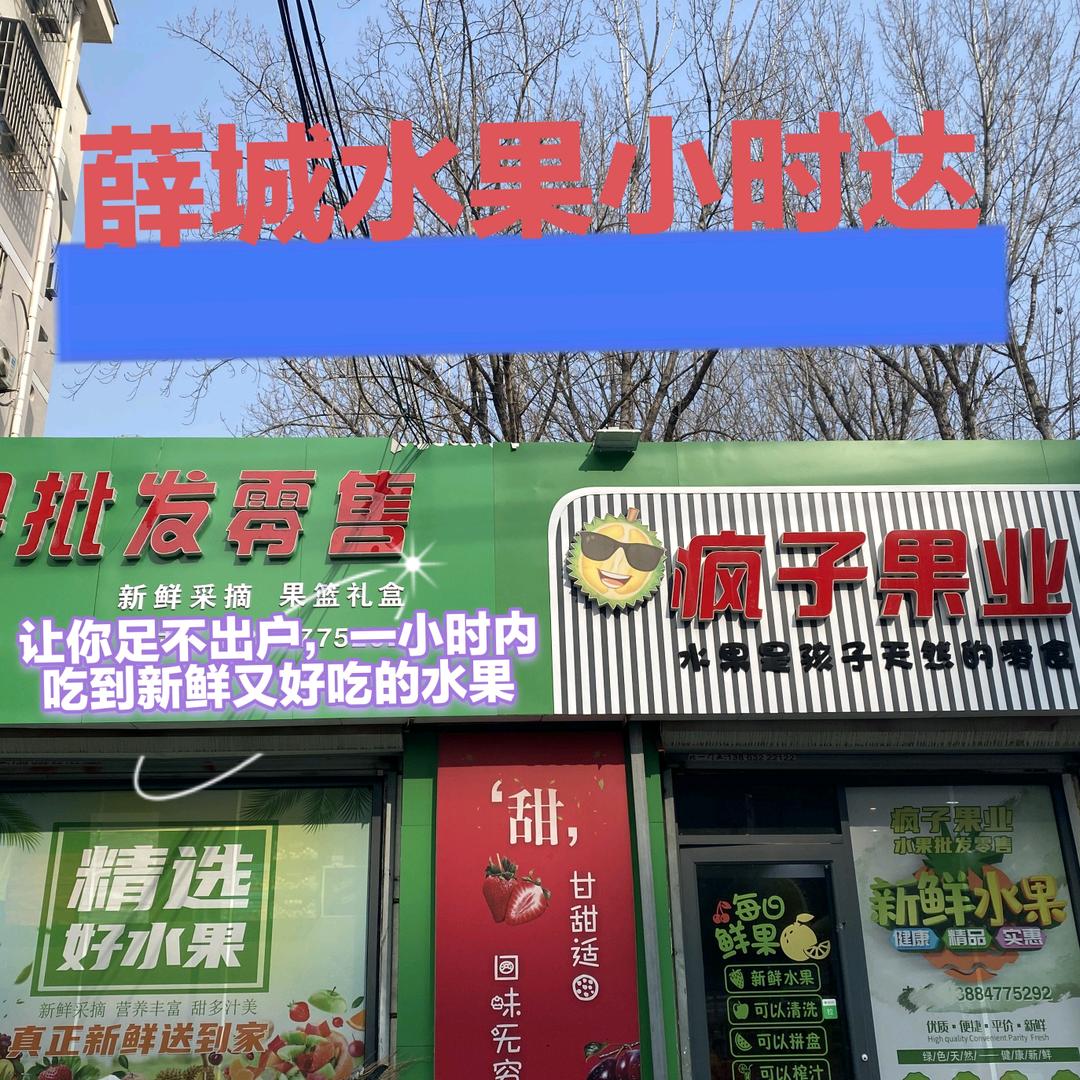 薛城水果小时达
批发零售
新鲜采摘 果篮礼盒
让你足不出户,一小时内
吃到新鲜又好吃的水果
疯子果业
水果是孩子天然的零食
精选
好水果
新鲜采摘 营养丰富 甜多汁美
真正新鲜送到家
‘甜,
甘甜适
回味无穷
每日
鲜果
新鲜水果
可以清洗
可以拼盘
可以榨汁
疯子果业
水果批发零售
新鲜水果
健康 精品 实惠
3884775292
优质·便捷·平价·新鲜
High quality Convenient Parity Fresh
绿/色/天/然/——健/康/新/鲜